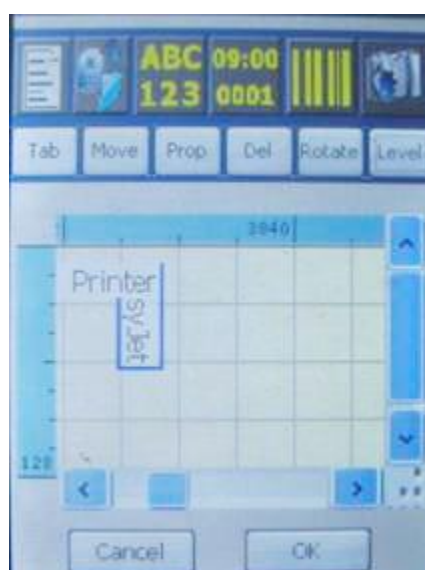 ABC 09:00
123 0001
Tab Move Prop Del Rotate Level
3840
Printer
syJet
128
Cancel OK